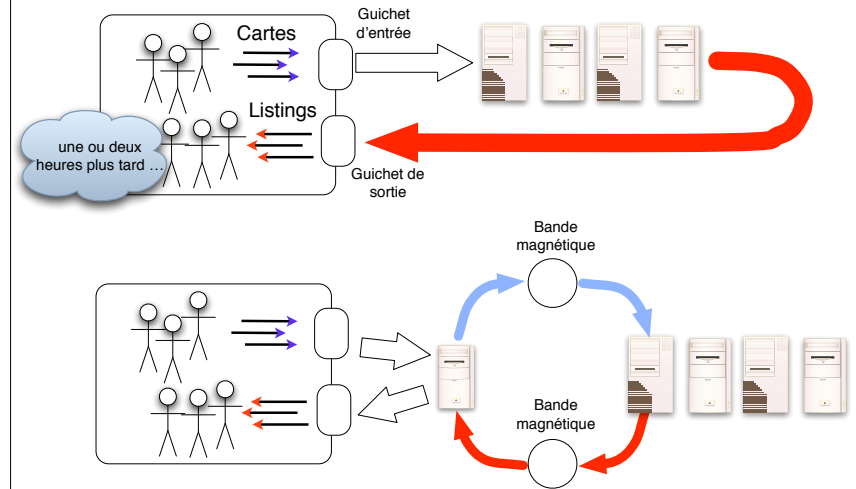 Cartes
Guichet
d'entrée
Listings
une ou deux
heures plus tard ...
Guichet de
sortie
Bande
magnétique
Bande
magnétique